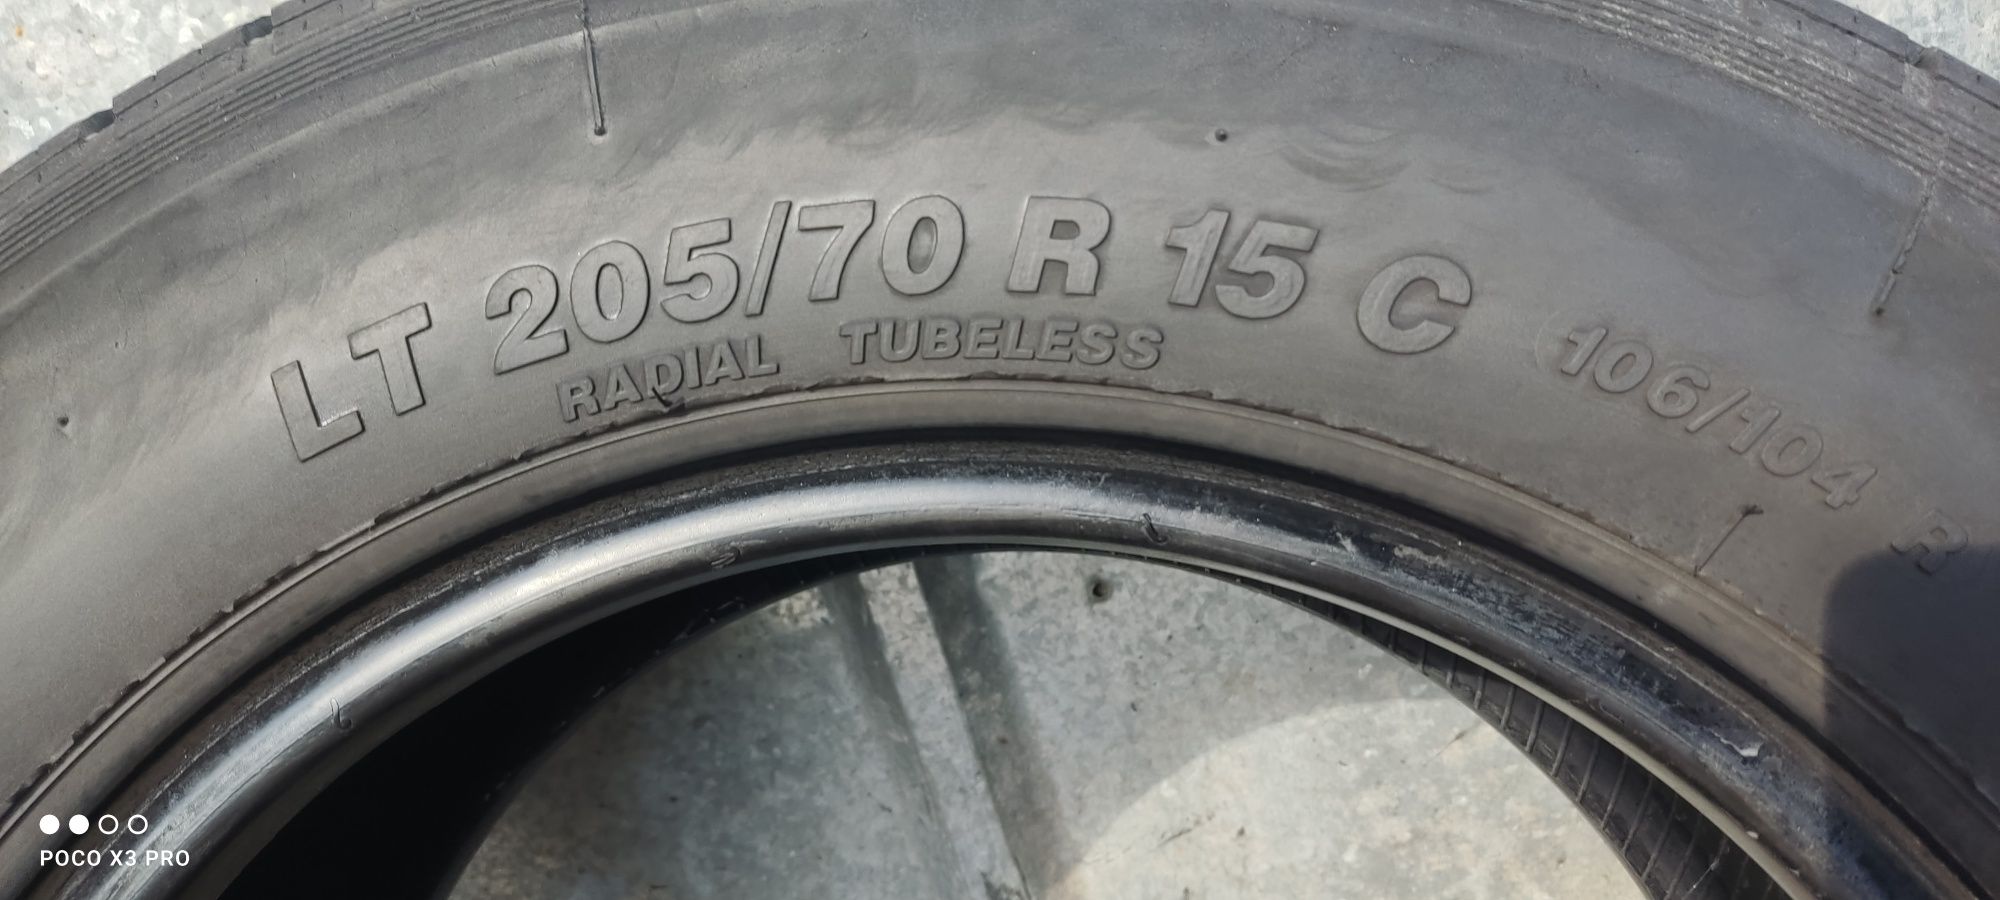 LT 205/70 R 15 C 106/104 R
RADIAL TUBELESS
POCO X3 PRO